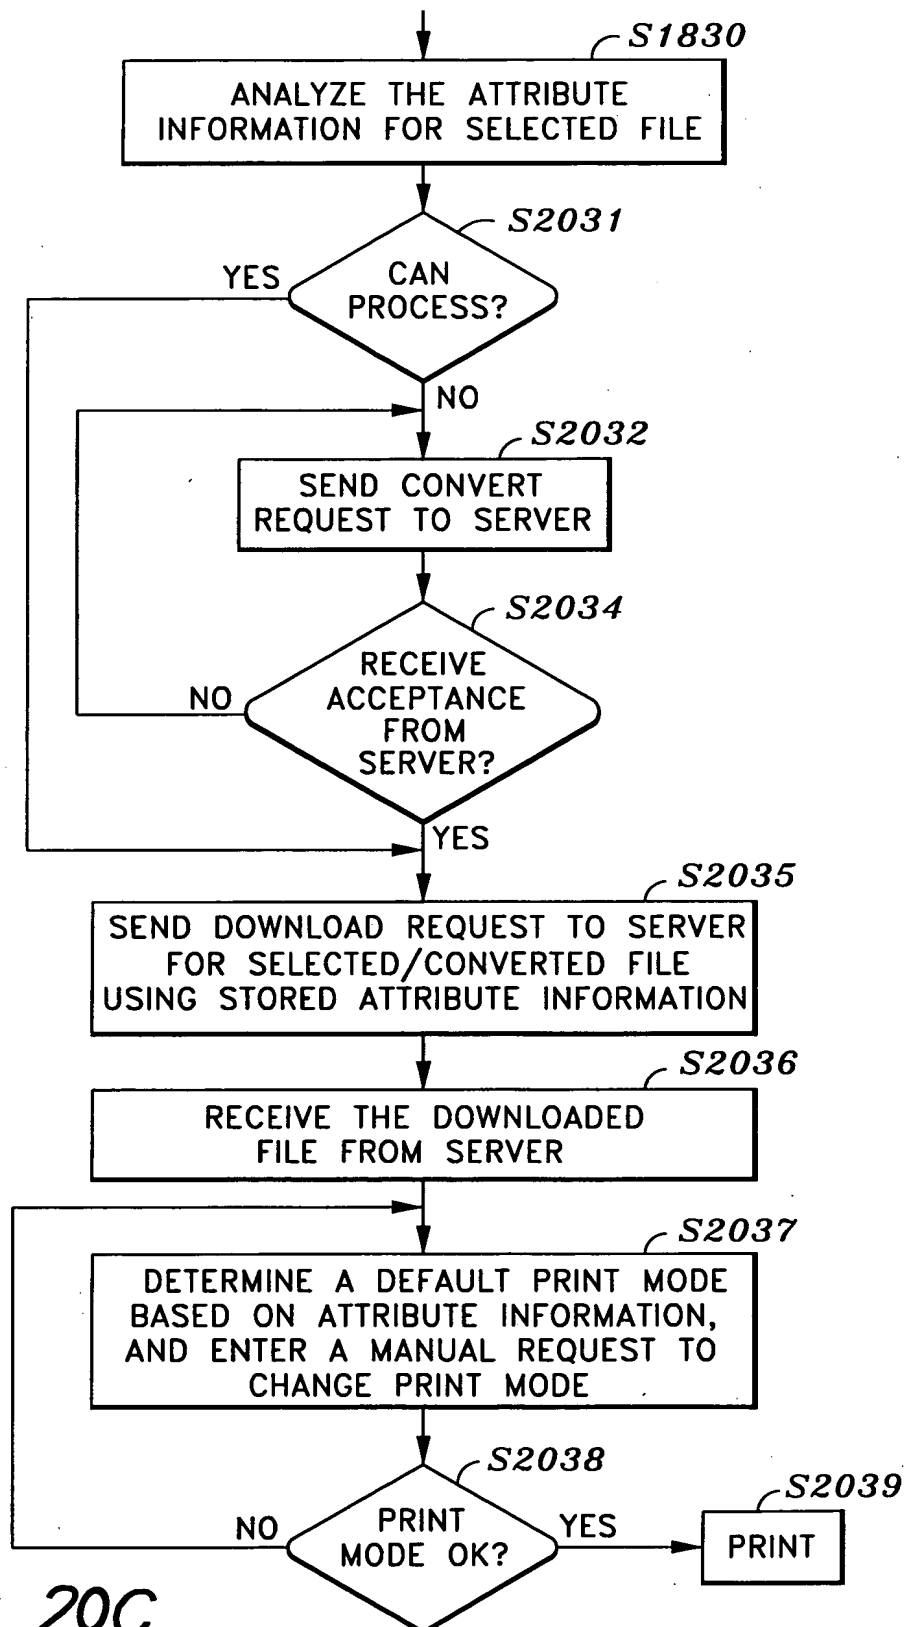 S1830
ANALYZE THE ATTRIBUTE
INFORMATION FOR SELECTED FILE
S2031
YES
CAN
PROCESS?
NO
S2032
SEND CONVERT
REQUEST TO SERVER
S2034
NO
RECEIVE
ACCEPTANCE
FROM
SERVER?
YES
S2035
SEND DOWNLOAD REQUEST TO SERVER
FOR SELECTED/CONVERTED FILE
USING STORED ATTRIBUTE INFORMATION
S2036
RECEIVE THE DOWNLOADED
FILE FROM SERVER
S2037
DETERMINE A DEFAULT PRINT MODE
BASED ON ATTRIBUTE INFORMATION,
AND ENTER A MANUAL REQUEST TO
CHANGE PRINT MODE
S2038
S2039
NO
PRINT
MODE OK?
YES
PRINT
20C